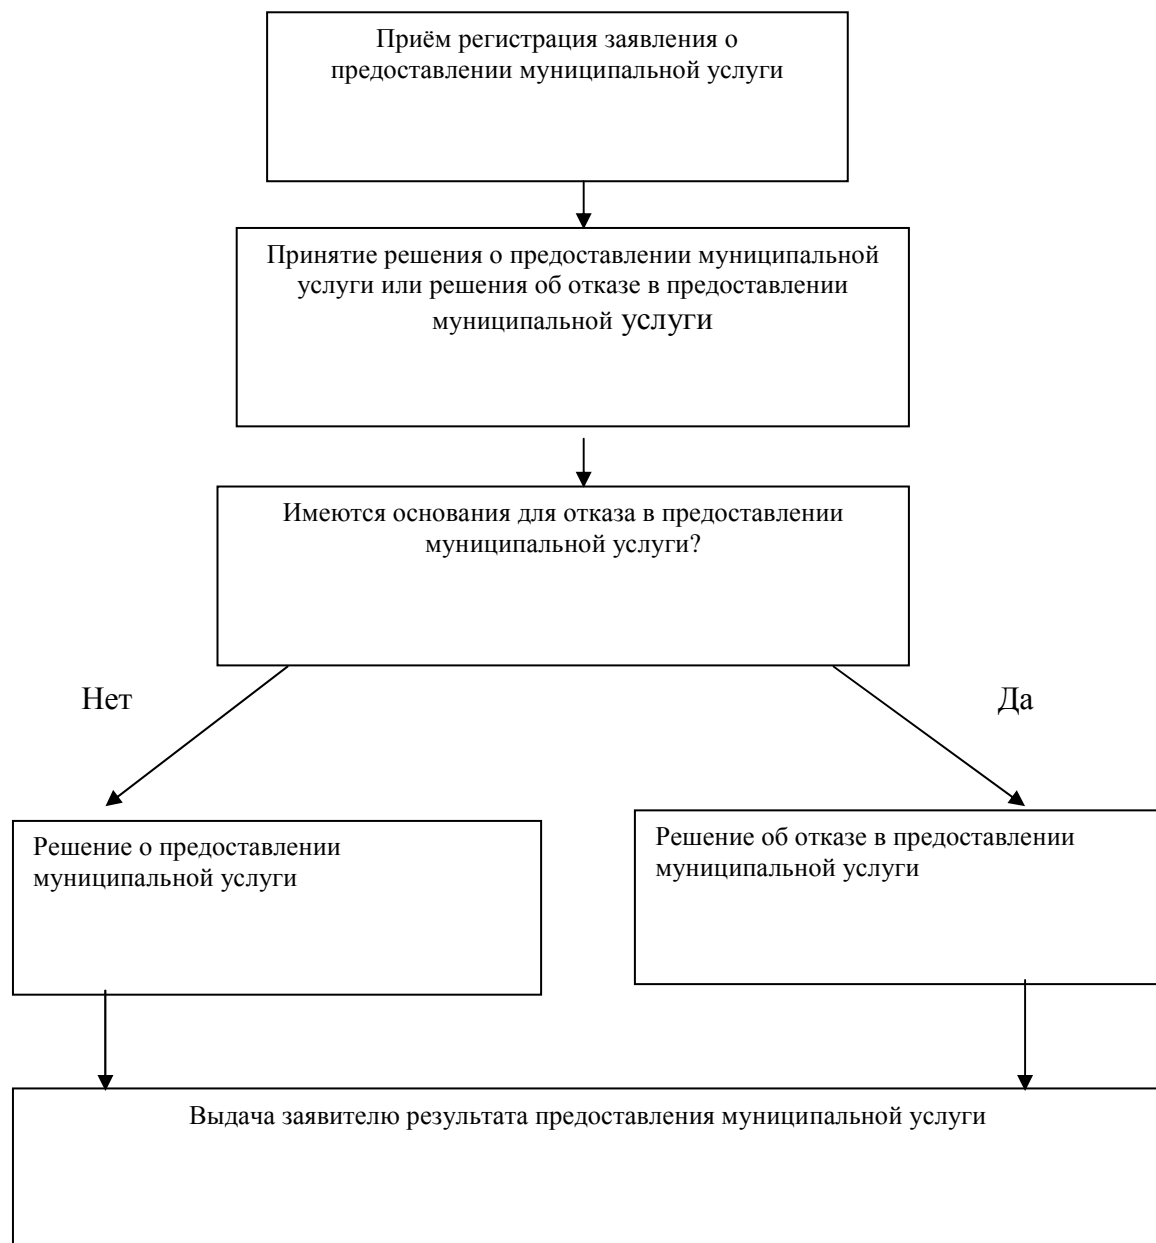 Приём регистрация заявления о
предоставлении муниципальной услуги
Принятие решения о предоставлении муниципальной
услуги или решения об отказе в предоставлении
муниципальной услуги
Имеются основания для отказа в предоставлении
муниципальной услуги?
Нет
Да
Решение о предоставлении
муниципальной услуги
Решение об отказе в предоставлении
муниципальной услуги
Выдача заявителю результата предоставления муниципальной услуги